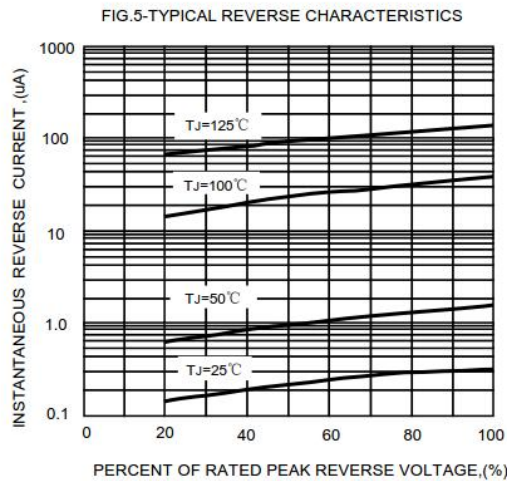 FIG.5-TYPICAL REVERSE CHARACTERISTICS
INSTANTANEOUS REVERSE CURRENT ,(uA)
1000
100
10
1.0
0.1
TJ=125℃
TJ=100℃
TJ=50℃
TJ=25℃
0 20 40 60 80 100
PERCENT OF RATED PEAK REVERSE VOLTAGE,(%)